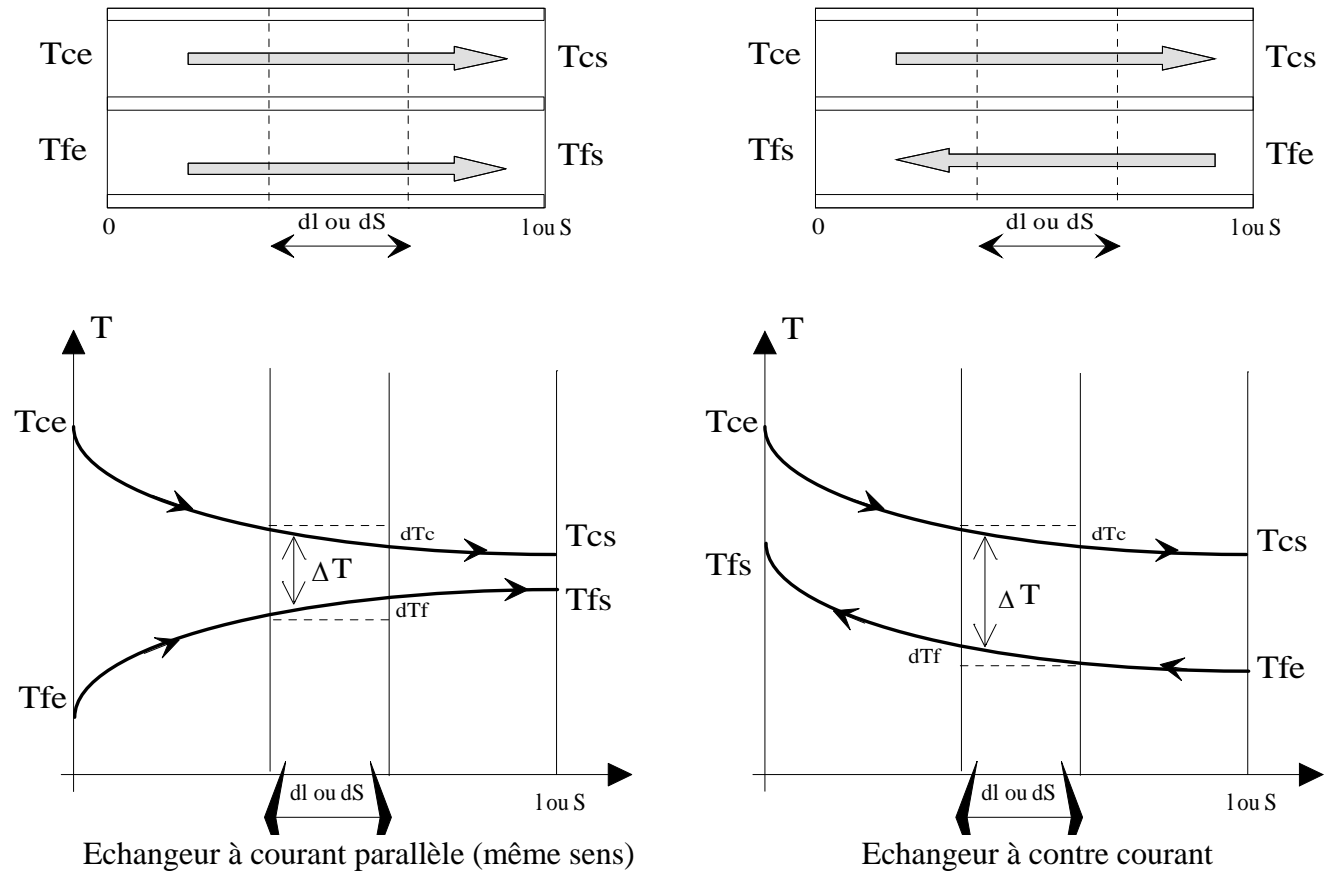 Tce
Tcs
Tfe
Tfs
0
dl ou dS
l ou S
Tce
Tcs
Tfs
Tfe
0
dl ou dS
l ou S
T
Tce
dTc
Tcs
ΔT
Tfs
dTf
Tfe
dl ou dS
l ou S
Echangeur à courant parallèle (même sens)
T
Tce
dTc
Tcs
Tfs
ΔT
dTf
Tfe
dl ou dS
l ou S
Echangeur à contre courant